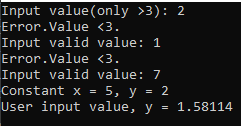 Input value(only >3): 2
Error.Value <3.
Input valid value: 1
Error.Value <3.
Input valid value: 7
Constant x = 5, y = 2
User input value, y = 1.58114